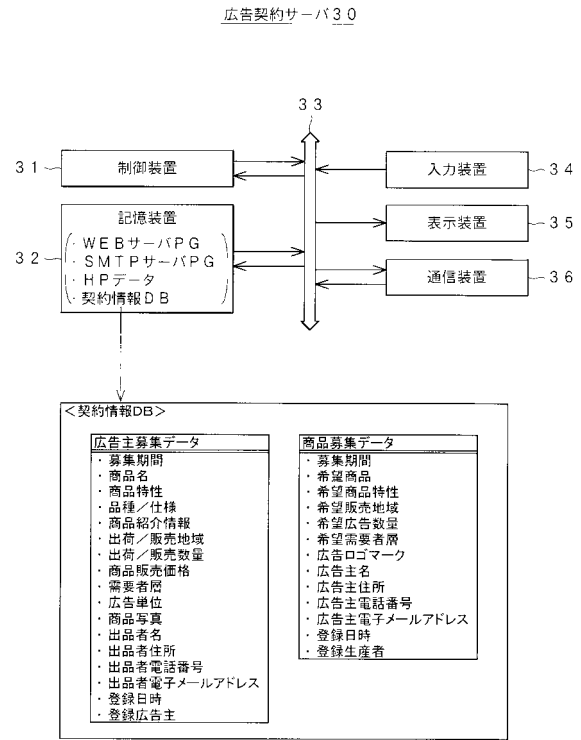 広告契約サーバ30
33
31
制御装置
入力装置
34
記憶装置
表示装置
35
32
・WEBサーバPG
・SMTPサーバPG
・HPデータ
・契約情報DB
通信装置
36
<契約情報DB>
広告主募集データ
・募集期間
・商品名
・商品特性
・品種／仕様
・商品紹介情報
・出荷／販売地域
・出荷／販売数量
・商品販売価格
・需要者層
・広告単位
・商品写真
・出品者名
・出品者住所
・出品者電話番号
・出品者電子メールアドレス
・登録日時
・登録広告主
商品募集データ
・募集期間
・希望商品
・希望商品特性
・希望販売地域
・希望広告数量
・希望需要者層
・広告ロゴマーク
・広告主名
・広告主住所
・広告主電話番号
・広告主電子メールアドレス
・登録日時
・登録生産者